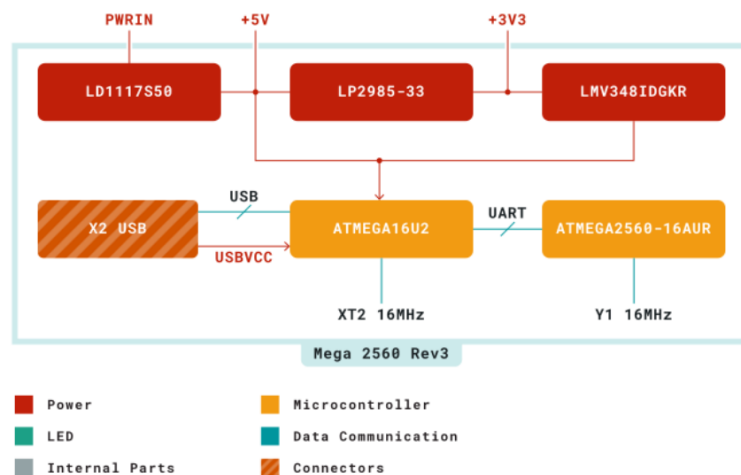 PWRIN +5V +3V3
LD1117S50 LP2985-33 LMV348IDGKR
USB UART
X2 USB ATMEGA16U2 ATMEGA2560-16AUR
USBVCC
XT2 16MHz Y1 16MHz
Mega 2560 Rev3
Power Microcontroller
LED Data Communication
Internal Parts Connectors